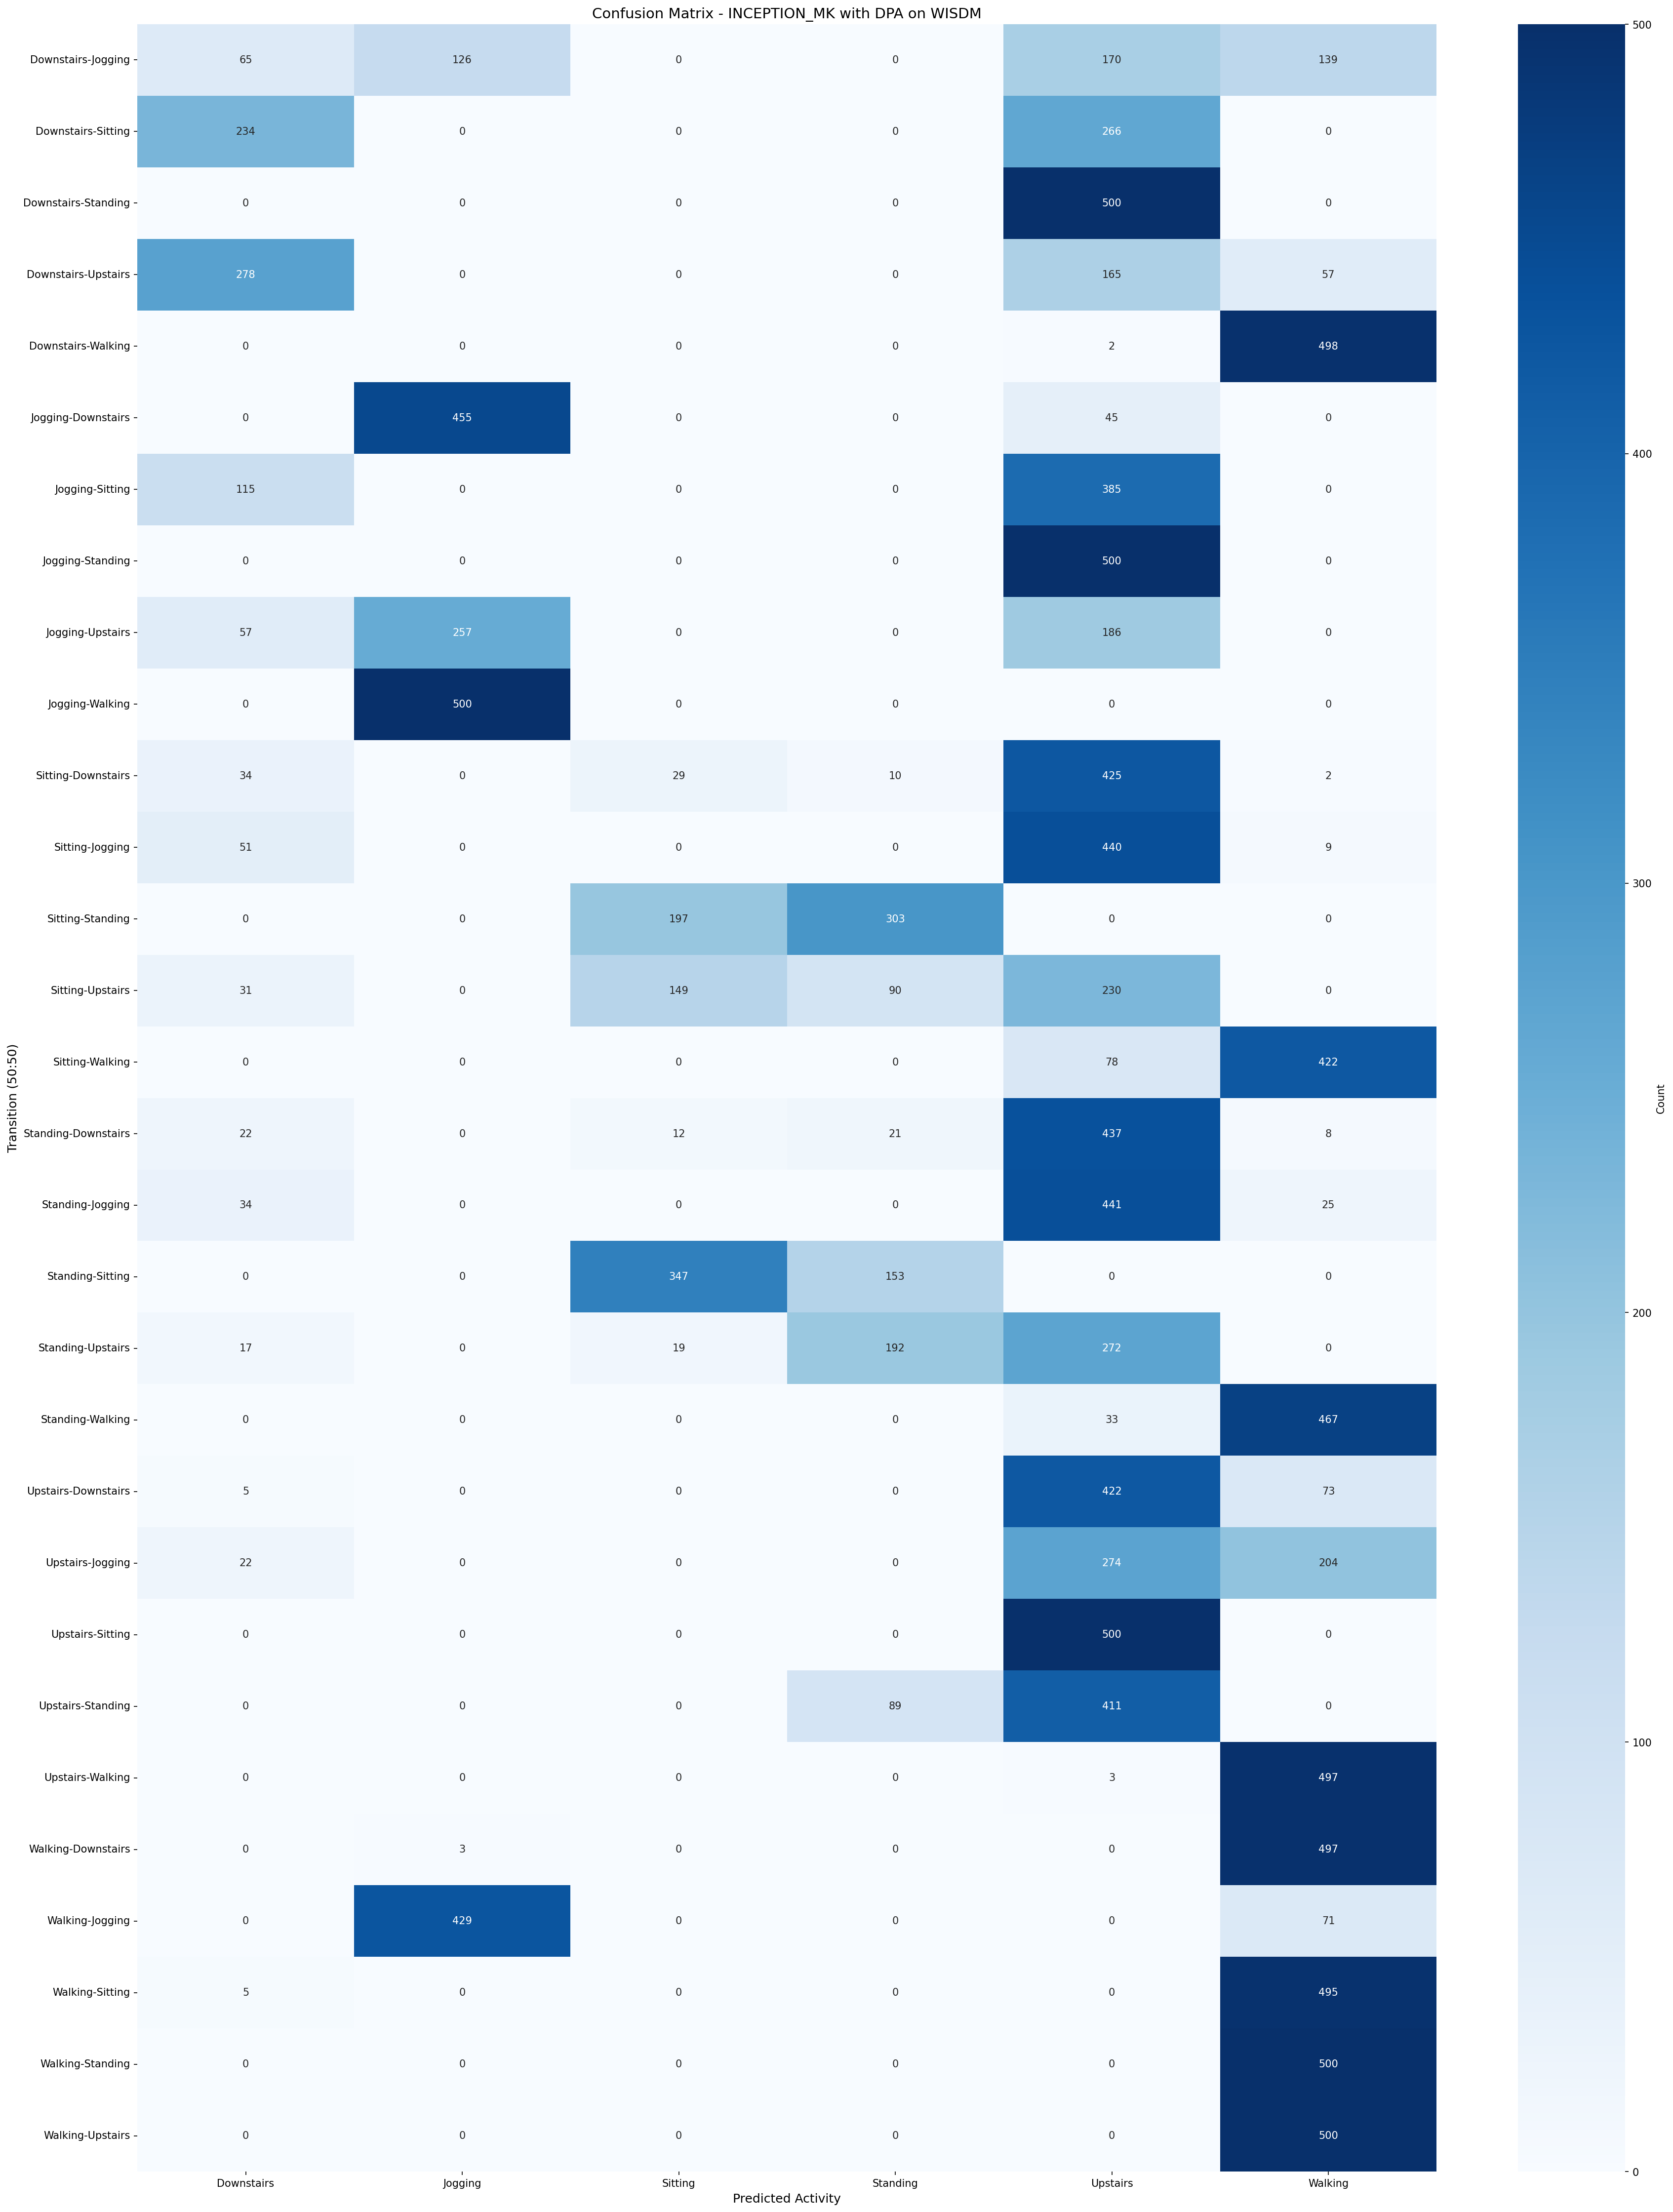 Confusion Matrix - INCEPTION_MK with DPA on WISDM
Downstairs-Jogging 65 126 0 0 170 139
Downstairs-Sitting 234 0 0 0 266 0
Downstairs-Standing 0 0 0 0 500 0
Downstairs-Upstairs 278 0 0 0 165 57
Downstairs-Walking 0 0 0 0 2 498
Jogging-Downstairs 0 455 0 0 45 0
Jogging-Sitting 115 0 0 0 385 0
Jogging-Standing 0 0 0 0 500 0
Jogging-Upstairs 57 257 0 0 186 0
Jogging-Walking 0 500 0 0 0 0
Sitting-Downstairs 34 0 29 10 425 2
Sitting-Jogging 51 0 0 0 440 9
Sitting-Standing 0 0 197 303 0 0
Sitting-Upstairs 31 0 149 90 230 0
Sitting-Walking 0 0 0 0 78 422
Standing-Downstairs 22 0 12 21 437 8
Standing-Jogging 34 0 0 0 441 25
Standing-Sitting 0 0 347 153 0 0
Standing-Upstairs 17 0 19 192 272 0
Standing-Walking 0 0 0 0 33 467
Upstairs-Downstairs 5 0 0 0 422 73
Upstairs-Jogging 22 0 0 0 274 204
Upstairs-Sitting 0 0 0 0 500 0
Upstairs-Standing 0 0 0 89 411 0
Upstairs-Walking 0 0 0 0 3 497
Walking-Downstairs 0 3 0 0 0 497
Walking-Jogging 0 429 0 0 0 71
Walking-Sitting 5 0 0 0 0 495
Walking-Standing 0 0 0 0 0 500
Walking-Upstairs 0 0 0 0 0 500
Downstairs Jogging Sitting Standing Upstairs Walking
Predicted Activity
Transition (50:50)
500
400
300
200
100
0
Count